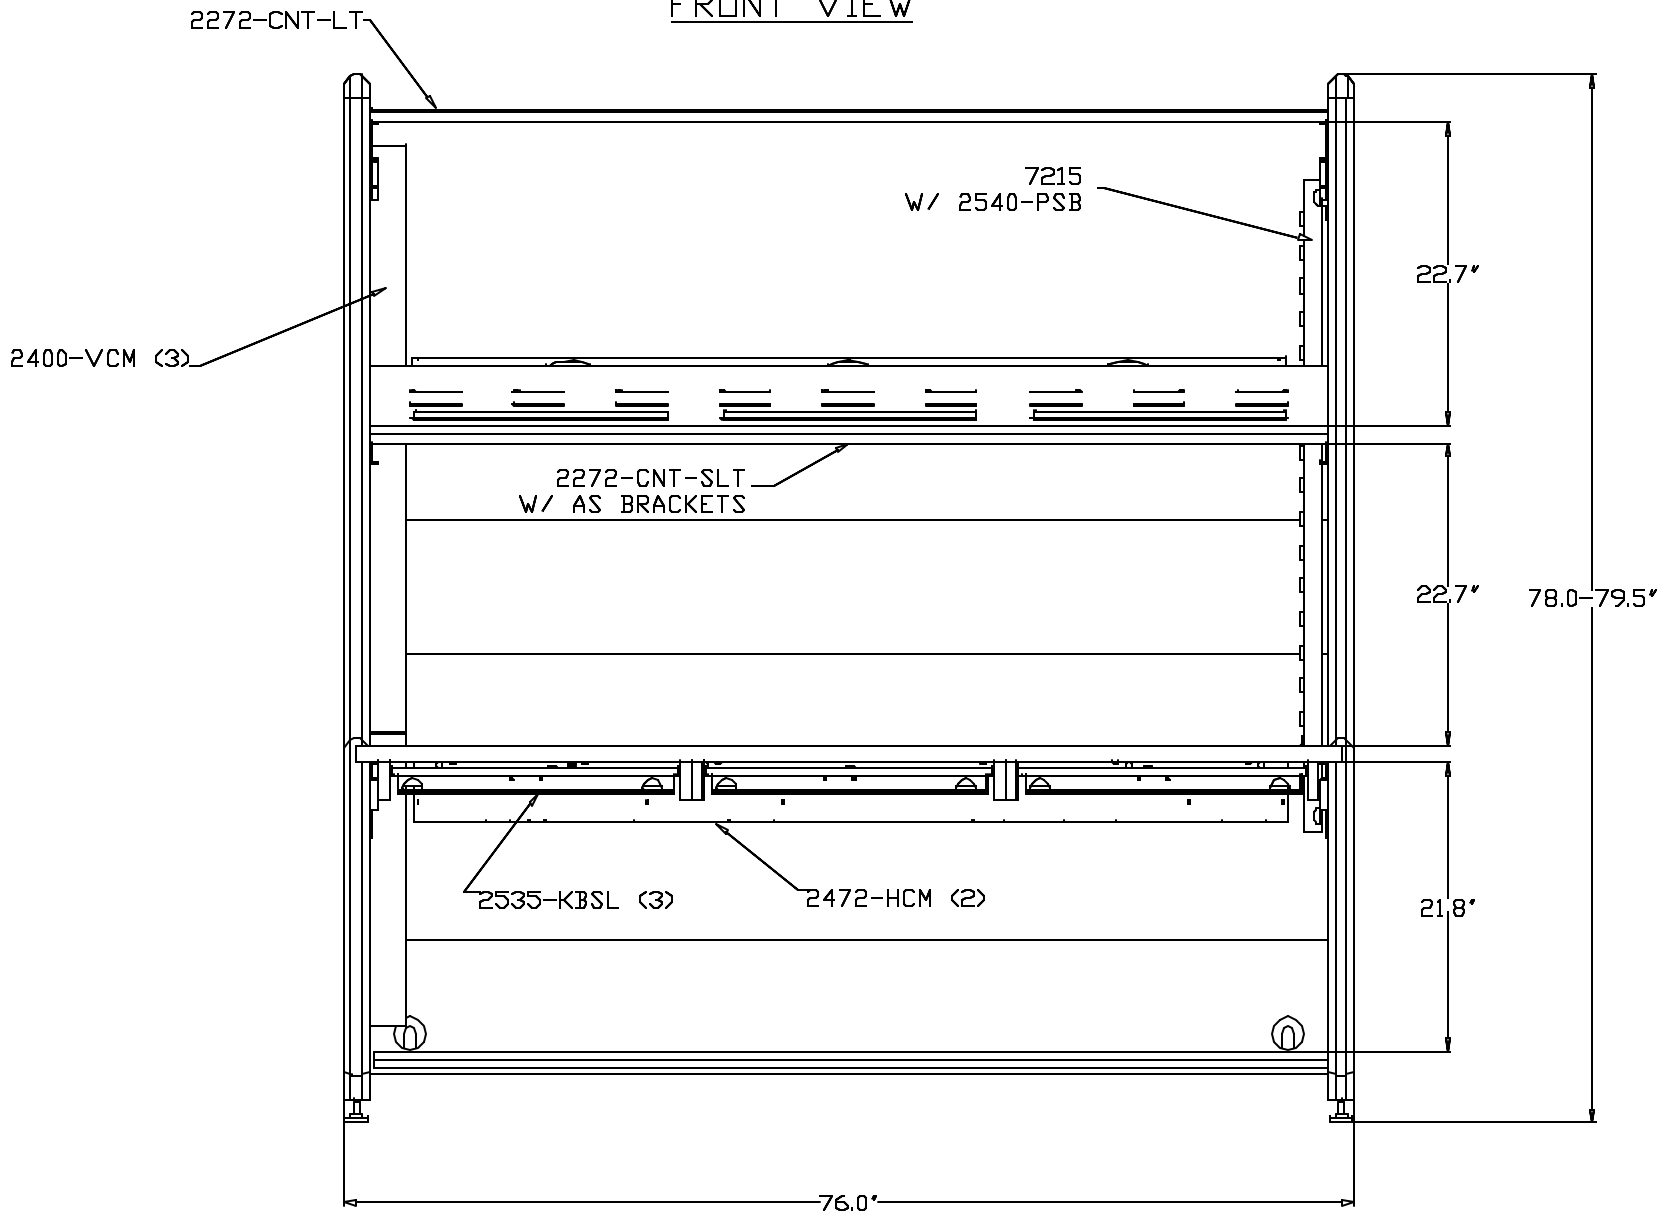 FRONT VIEW
2272-CNT-LT
7215
W/ 2540-PSB
22.7"
2400-VCM (3)
2272-CNT-SLT
W/ AS BRACKETS
22.7"
78.0-79.5"
2535-KBSL (3)
2472-HCM (2)
21.8"
76.0"